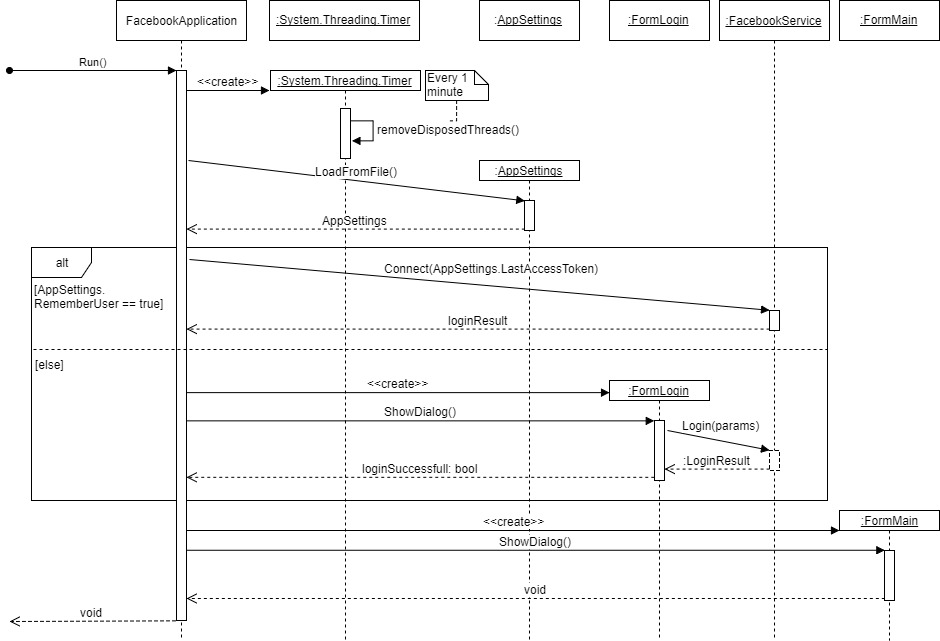 FacebookApplication
:System.Threading.Timer
:AppSettings
:FormLogin
:FacebookService
:FormMain
Run()
<<create>>
:System.Threading.Timer
Every 1
minute
removeDisposedThreads()
LoadFromFile()
:AppSettings
AppSettings
alt
Connect(AppSettings.LastAccessToken)
[AppSettings.
RememberUser == true]
loginResult
[else]
<<create>>
:FormLogin
ShowDialog()
Login(params)
:LoginResult
loginSuccessfull: bool
<<create>>
:FormMain
ShowDialog()
void
void